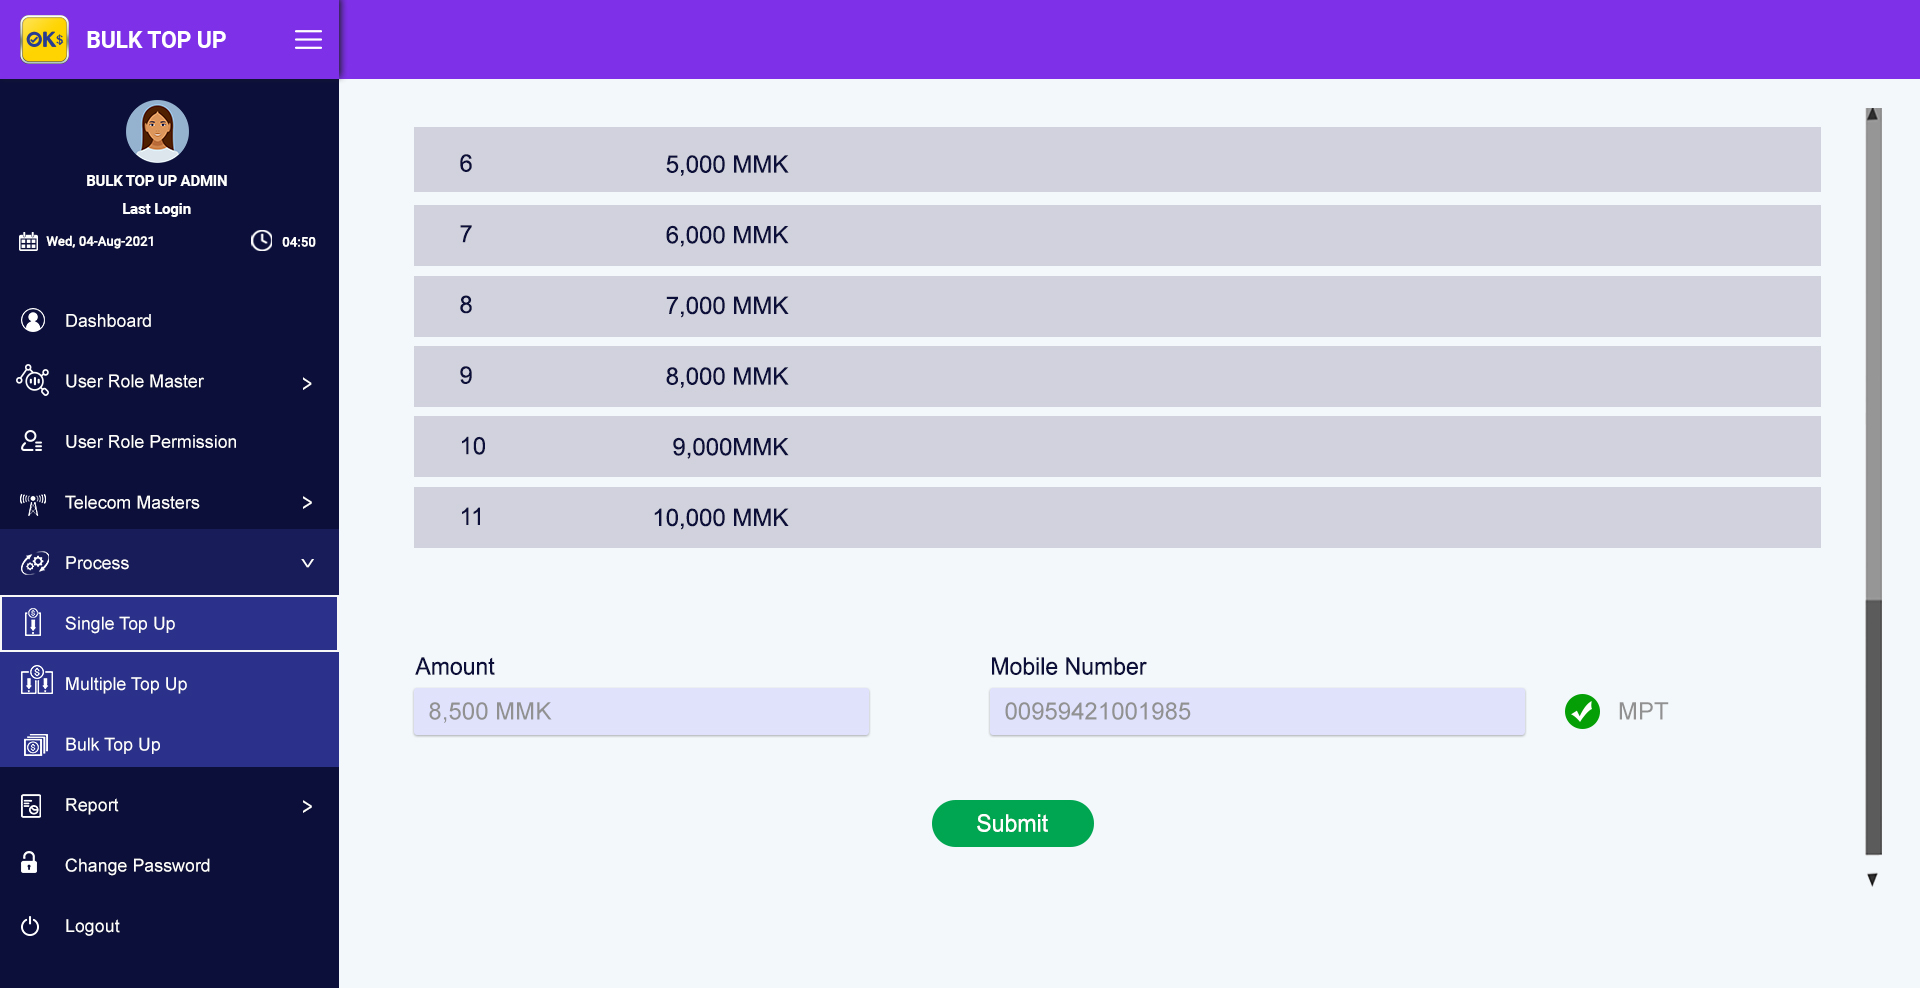 OK$
BULK TOP UP
BULK TOP UP ADMIN
Last Login
Wed, 04-Aug-2021
04:50
Dashboard
User Role Master
User Role Permission
Telecom Masters
Process
Single Top Up
Multiple Top Up
Bulk Top Up
Report
Change Password
Logout
6 5,000 MMK
7 6,000 MMK
8 7,000 MMK
9 8,000 MMK
10 9,000MMK
11 10,000 MMK
Amount
8,500 MMK
Mobile Number
00959421001985
MPT
Submit